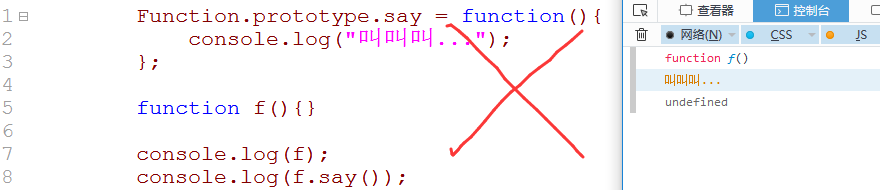 1 Function.prototype.say = function(){
2 console.log("叫叫叫...");
3 };
4
5 function f(){}
6
7 console.log(f);
8 console.log(f.say());
查看器 控制台
网络(N) CSS JS
function f()
叫叫叫...
undefined